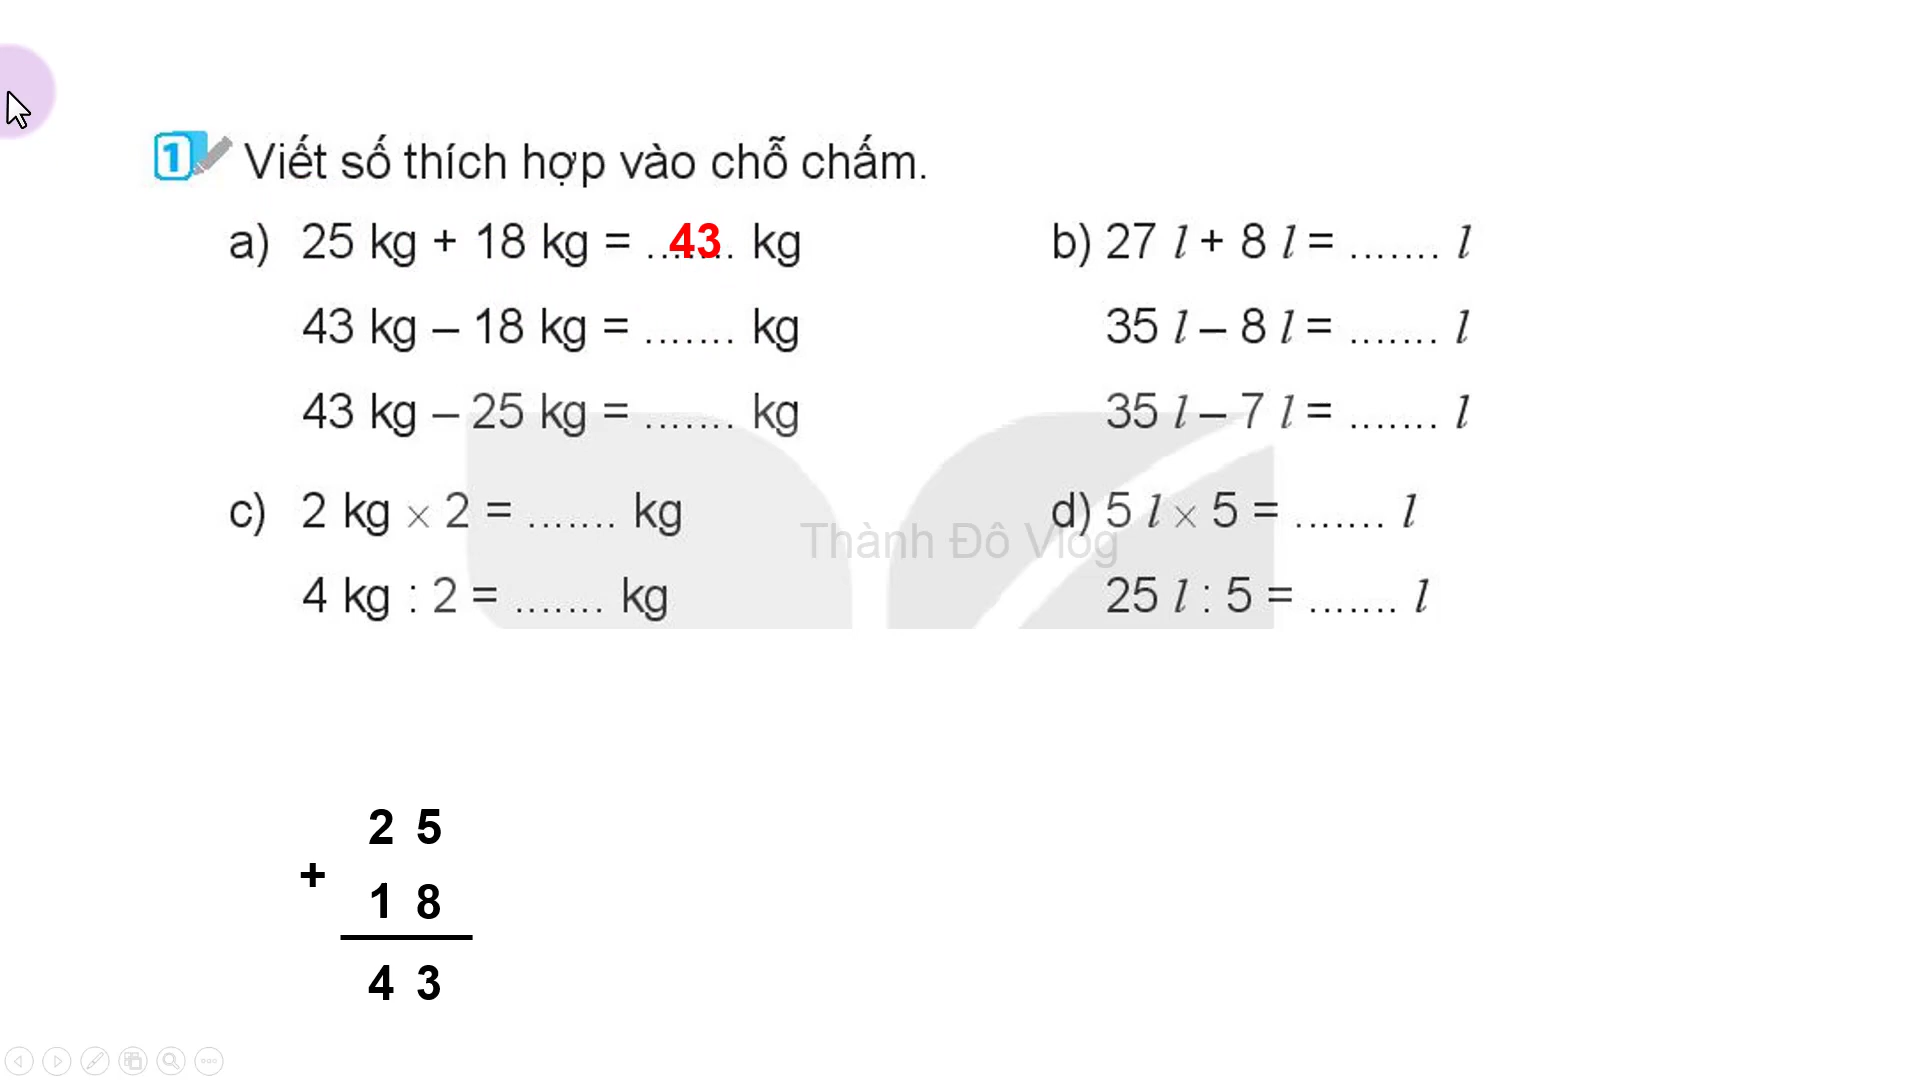 1 Viết số thích hợp vào chỗ chấm.
a) 25 kg + 18 kg = ..43.. kg
43 kg – 18 kg = ....... kg
43 kg – 25 kg = ....... kg
b) 27 l + 8 l = ....... l
35 l – 8 l = ....... l
35 l – 7 l = ....... l
c) 2 kg × 2 = ....... kg
4 kg : 2 = ....... kg
d) 5 l × 5 = ....... l
25 l : 5 = ....... l
Thành Đô Vlog
2 5
+
1 8
4 3